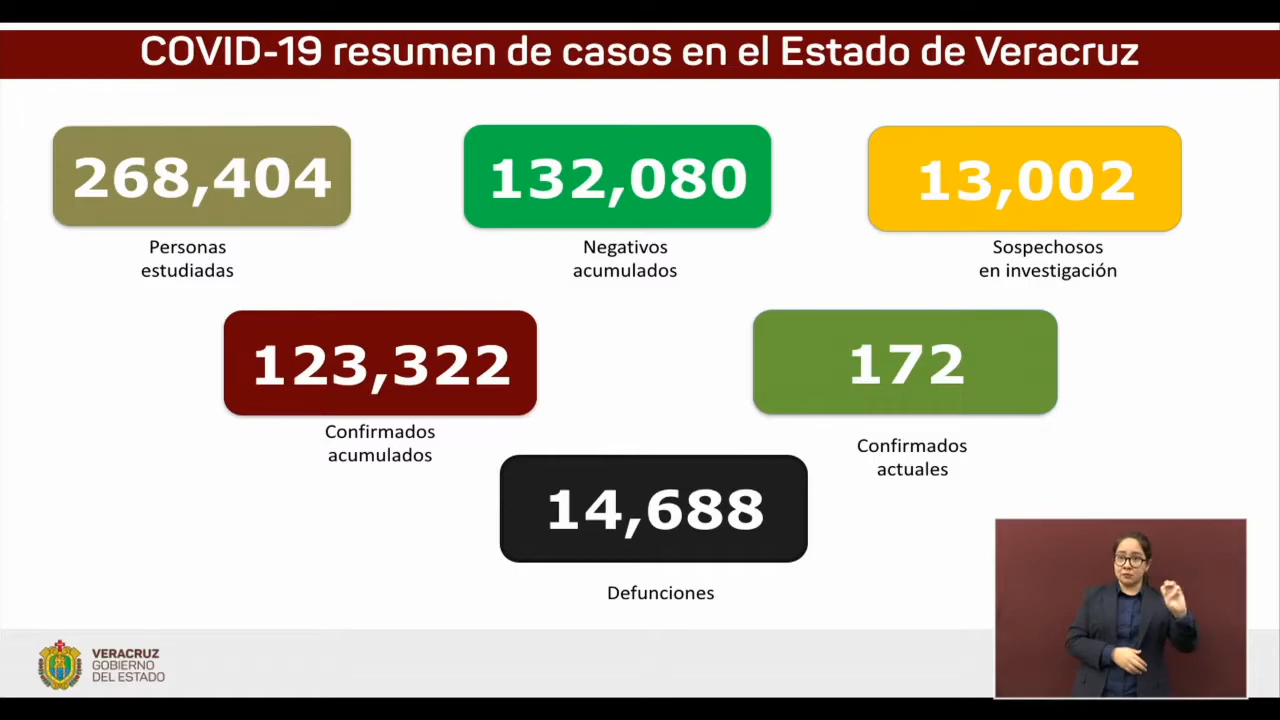 COVID-19 resumen de casos en el Estado de Veracruz
268,404
Personas
estudiadas
132,080
Negativos
acumulados
13,002
Sospechosos
en investigación
123,322
Confirmados
acumulados
172
Confirmados
actuales
14,688
Defunciones
VERACRUZ
GOBIERNO
DEL ESTADO